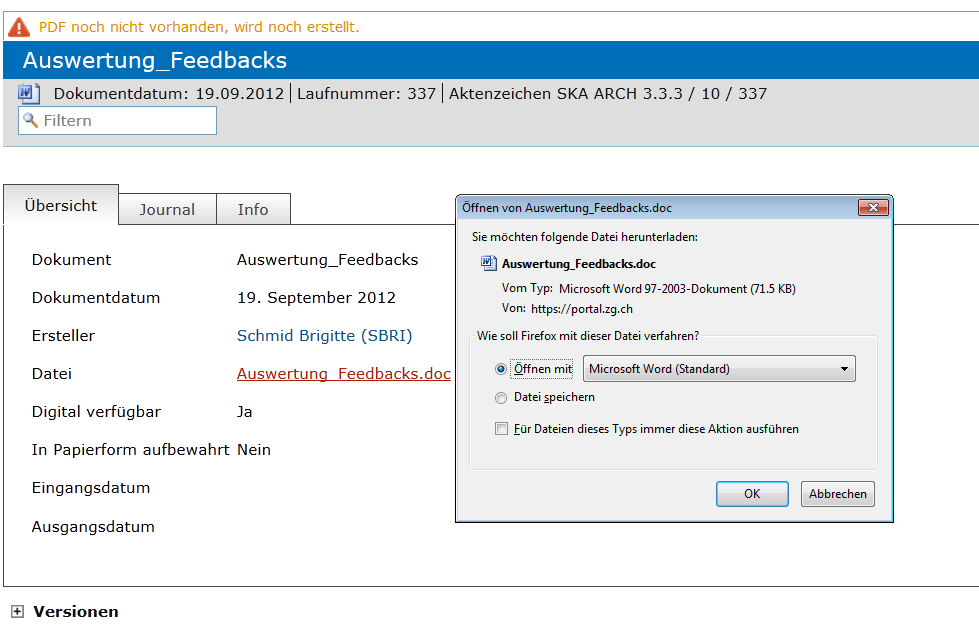 PDF noch nicht vorhanden, wird noch erstellt.
Auswertung_Feedbacks
Dokumentdatum: 19.09.2012 | Laufnummer: 337 | Aktenzeichen SKA ARCH 3.3.3 / 10 / 337
Filtern
Übersicht
Journal
Info
Dokument Auswertung_Feedbacks
Dokumentdatum 19. September 2012
Ersteller Schmid Brigitte (SBRI)
Datei Auswertung_Feedbacks.doc
Digital verfügbar Ja
In Papierform aufbewahrt Nein
Eingangsdatum
Ausgangsdatum
Versionen
Öffnen von Auswertung_Feedbacks.doc
Sie möchten folgende Datei herunterladen:
Auswertung_Feedbacks.doc
Vom Typ: Microsoft Word 97-2003-Dokument (71.5 KB)
Von: https://portal.zg.ch
Wie soll Firefox mit dieser Datei verfahren?
Öffnen mit Microsoft Word (Standard)
Datei speichern
Für Dateien dieses Typs immer diese Aktion ausführen
OK
Abbrechen